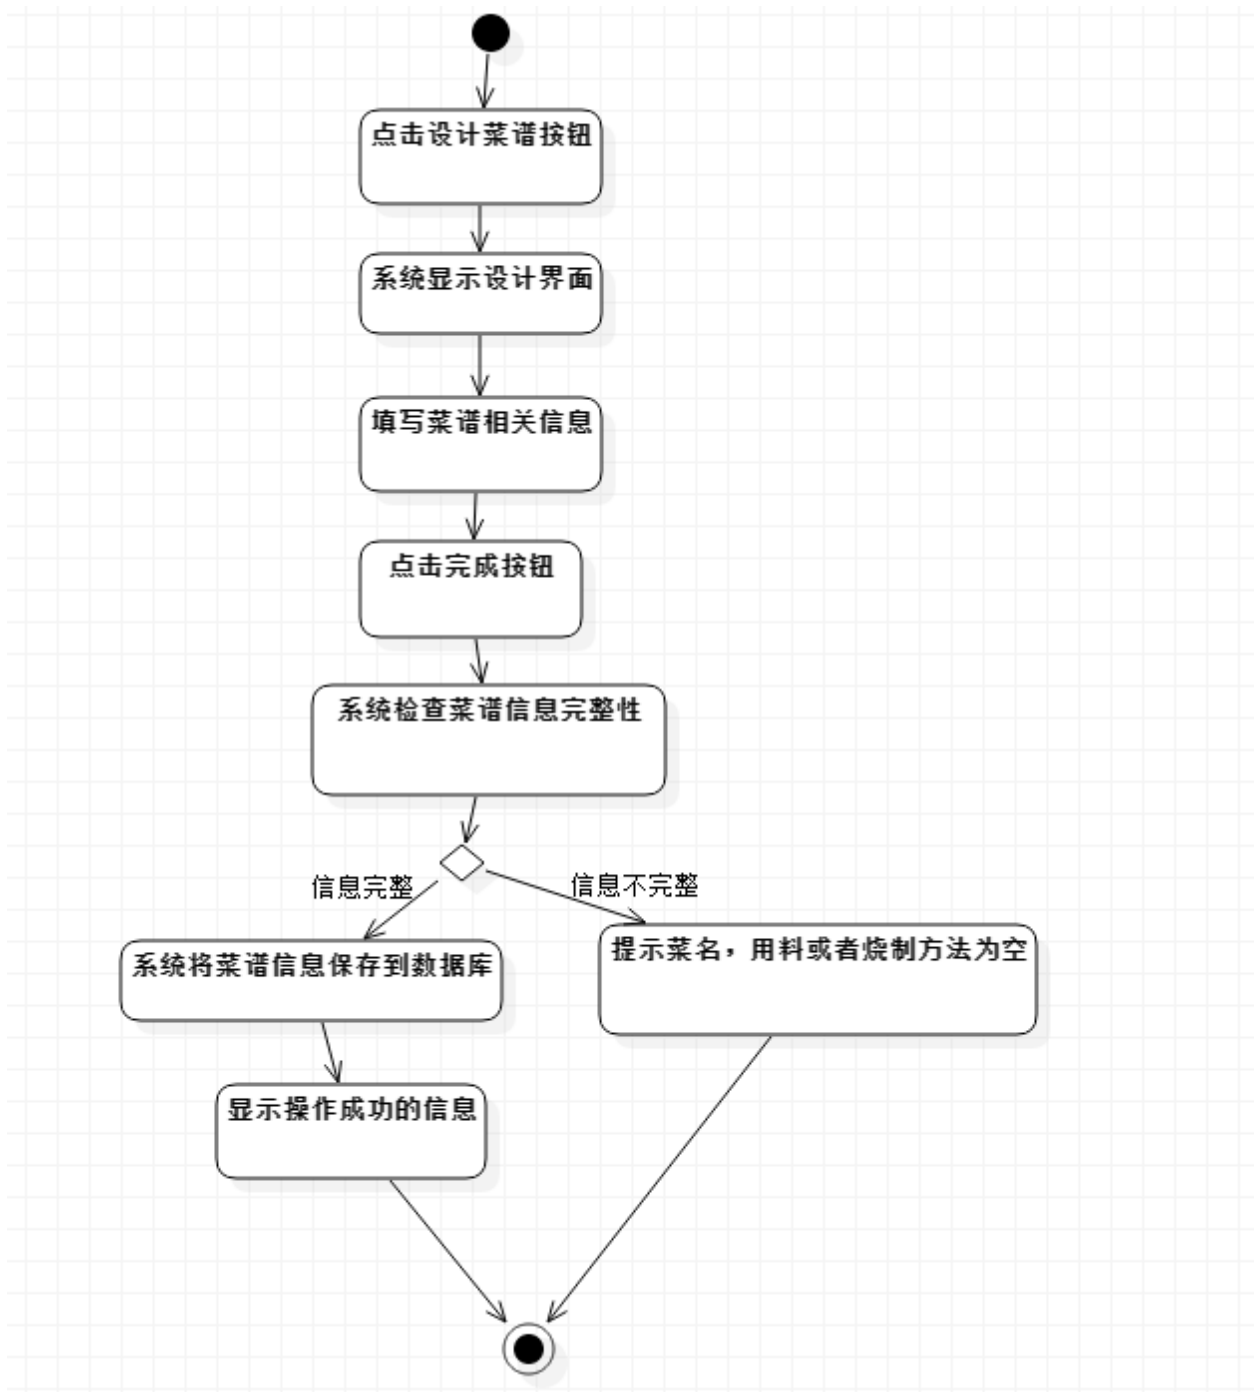 点击设计菜谱按钮
系统显示设计界面
填写菜谱相关信息
点击完成按钮
系统检查菜谱信息完整性
信息完整
信息不完整
系统将菜谱信息保存到数据库
提示菜名，用料或者烧制方法为空
显示操作成功的信息